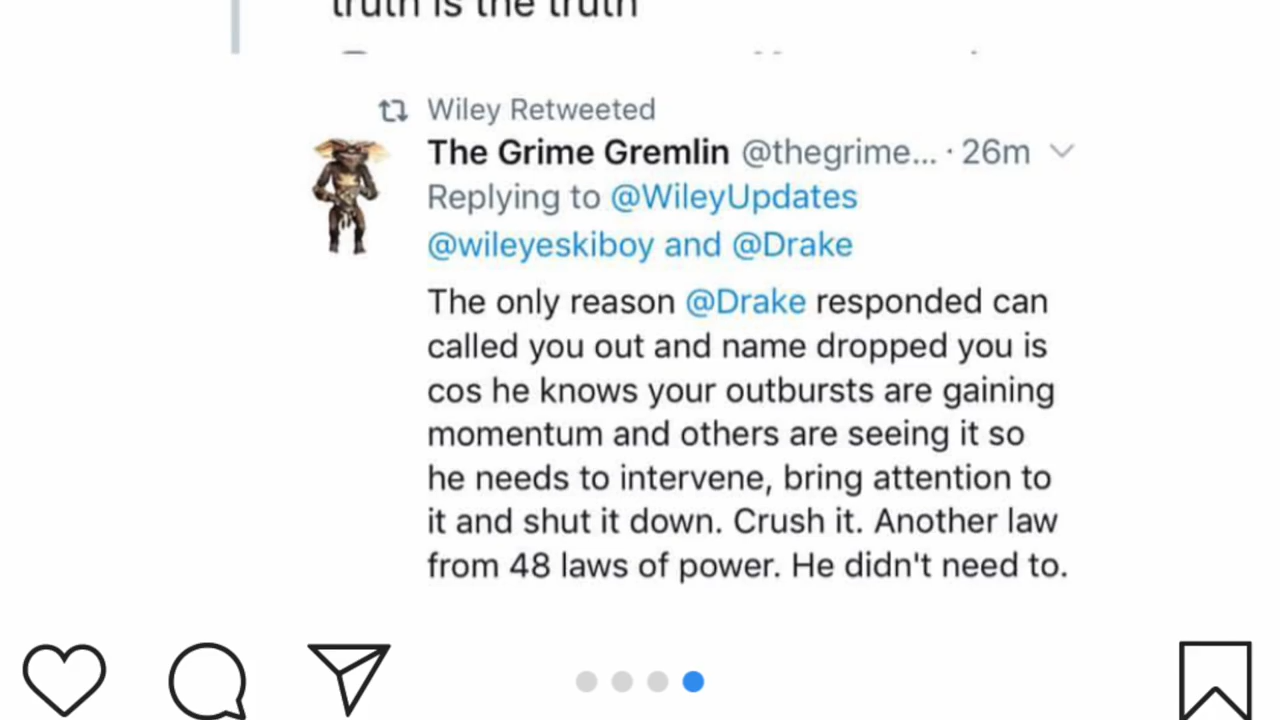 truth is the truth
Wiley Retweeted
The Grime Gremlin @thegrime... · 26m
Replying to @WileyUpdates
@wileyeskiboy and @Drake
The only reason @Drake responded can
called you out and name dropped you is
cos he knows your outbursts are gaining
momentum and others are seeing it so
he needs to intervene, bring attention to
it and shut it down. Crush it. Another law
from 48 laws of power. He didn't need to.